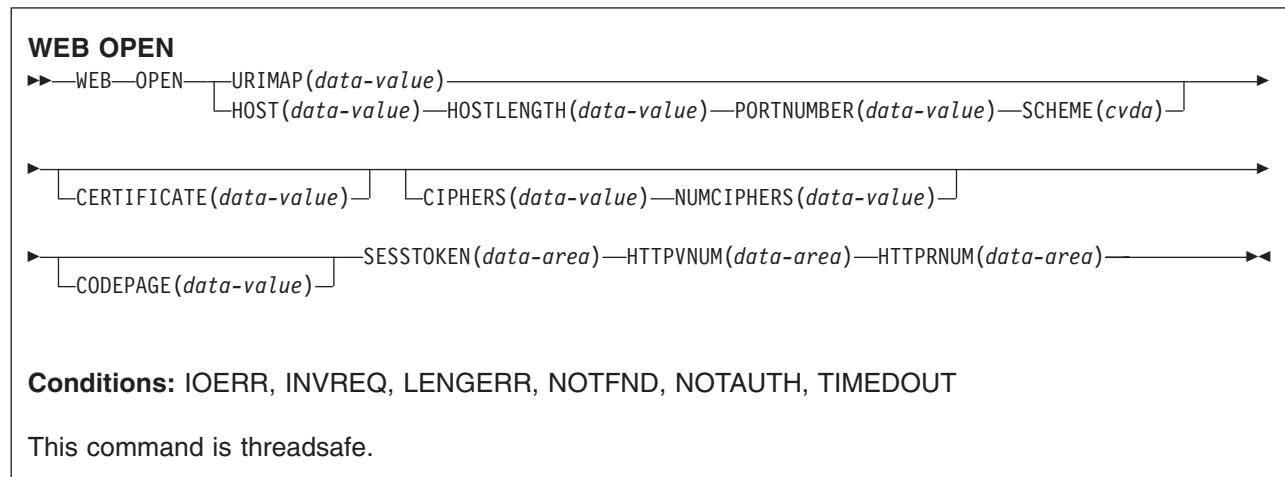 WEB OPEN
WEB OPEN URIMAP(data-value)
HOST(data-value) HOSTLENGTH(data-value) PORTNUMBER(data-value) SCHEME(cvda)
CERTIFICATE(data-value) CIPHERS(data-value) NUMCIPHERS(data-value)
SESSTOKEN(data-area) HTTPVNUM(data-area) HTTPRNUM(data-area)
CODEPAGE(data-value)
Conditions: IOERR, INVREQ, LENGERR, NOTFND, NOTAUTH, TIMEDOUT
This command is threadsafe.